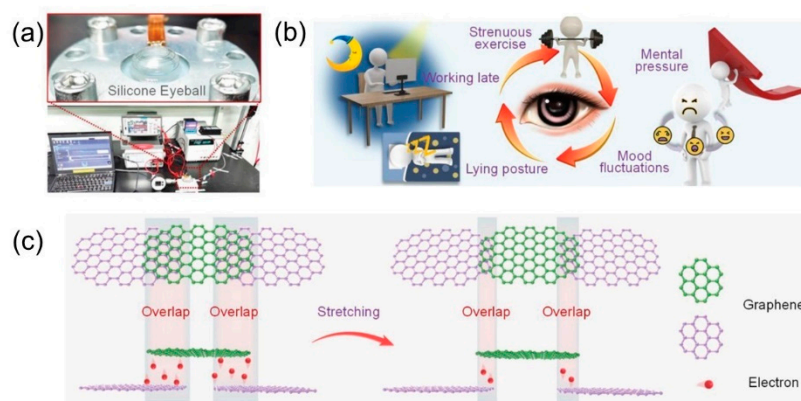 (a)
Silicone Eyeball
(b)
Strenuous
exercise
Working late
Mental
pressure
Lying posture
Mood
fluctuations
(c)
Overlap
Overlap
Stretching
Overlap
Overlap
Graphene
Electron